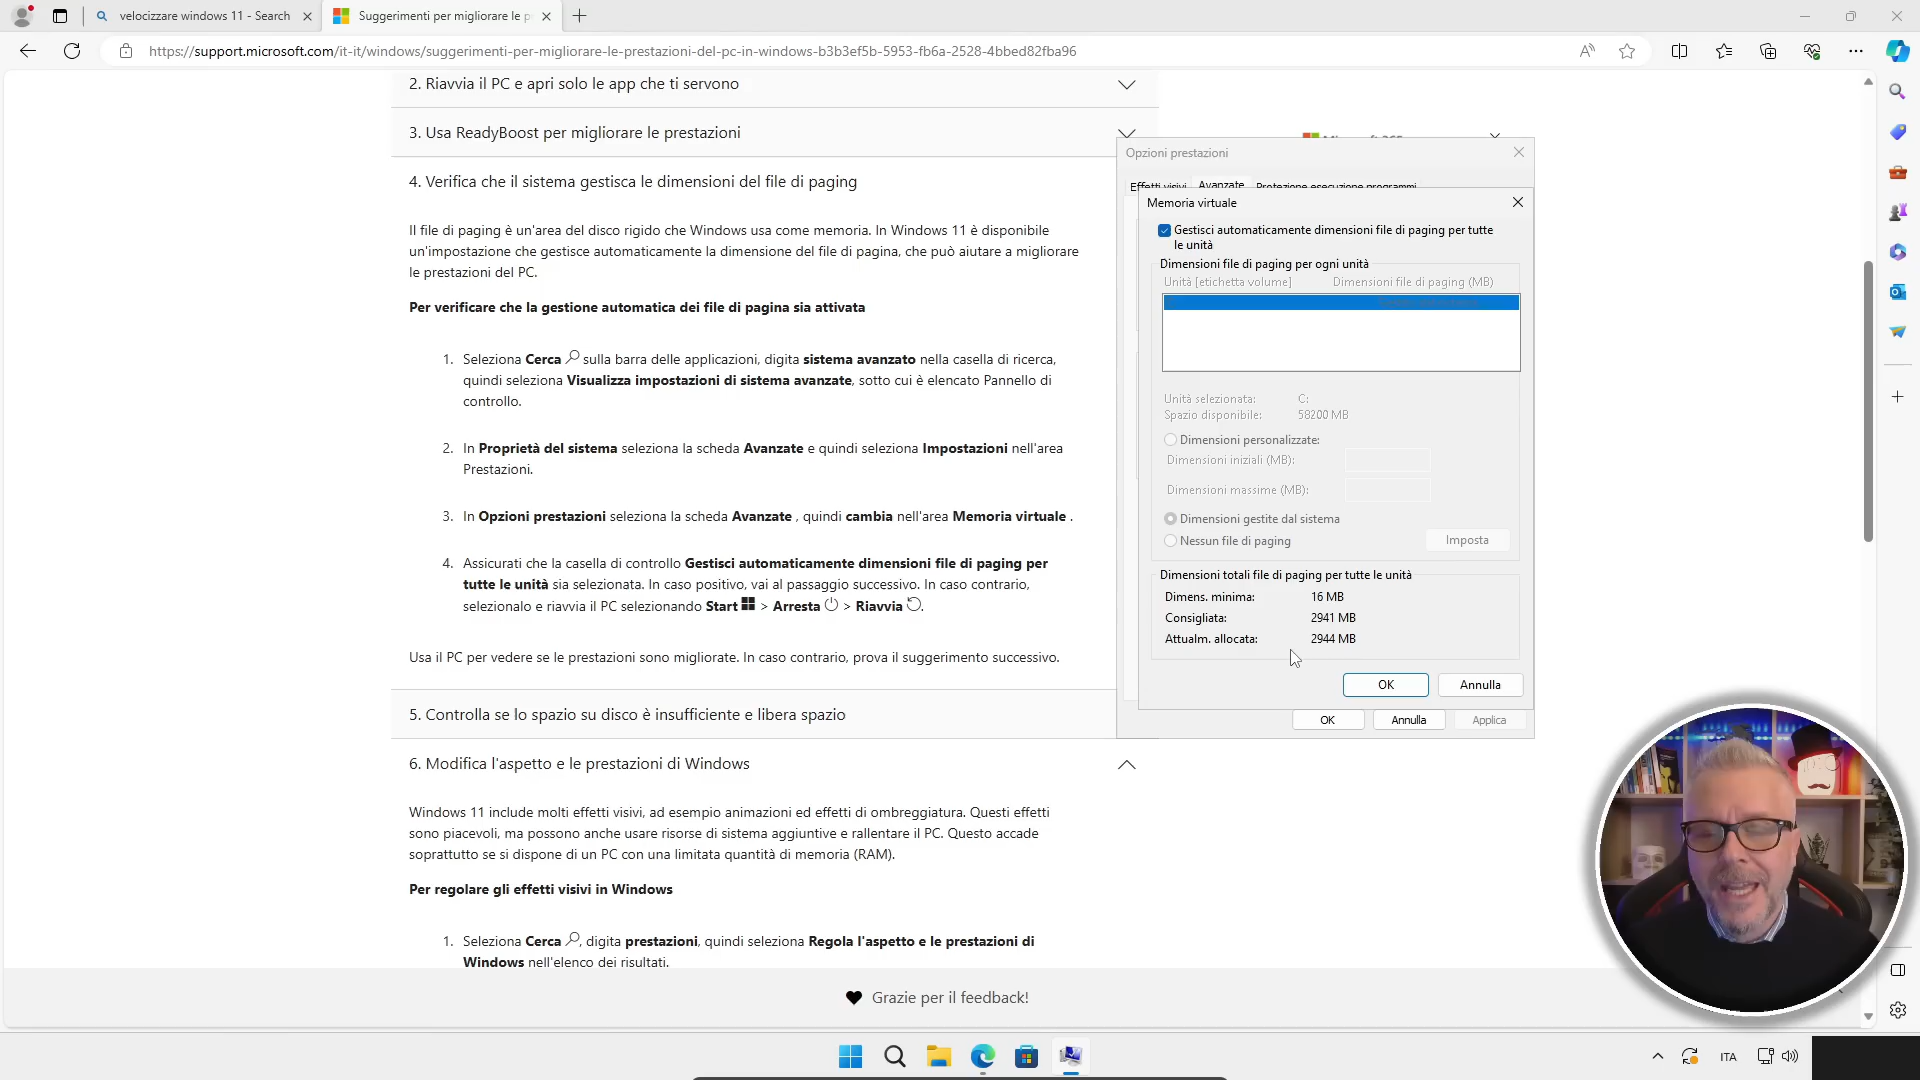 velocizzare windows 11 - Search
Suggerimenti per migliorare le p
https://support.microsoft.com/it-it/windows/suggerimenti-per-migliorare-le-prestazioni-del-pc-in-windows-b3b3ef5b-5953-fb6a-2528-4bbed82fba96
2. Riavvia il PC e apri solo le app che ti servono
3. Usa ReadyBoost per migliorare le prestazioni
4. Verifica che il sistema gestisca le dimensioni del file di paging
Il file di paging è un'area del disco rigido che Windows usa come memoria. In Windows 11 è disponibile
un'impostazione che gestisce automaticamente la dimensione del file di pagina, che può aiutare a migliorare
le prestazioni del PC.
Per verificare che la gestione automatica dei file di pagina sia attivata
1. Seleziona Cerca sulla barra delle applicazioni, digita sistema avanzato nella casella di ricerca,
quindi seleziona Visualizza impostazioni di sistema avanzate, sotto cui è elencato Pannello di
controllo.
2. In Proprietà del sistema seleziona la scheda Avanzate e quindi seleziona Impostazioni nell'area
Prestazioni.
3. In Opzioni prestazioni seleziona la scheda Avanzate , quindi cambia nell'area Memoria virtuale .
4. Assicurati che la casella di controllo Gestisci automaticamente dimensioni file di paging per
tutte le unità sia selezionata. In caso positivo, vai al passaggio successivo. In caso contrario,
selezionalo e riavvia il PC selezionando Start > Arresta > Riavvia .
Usa il PC per vedere se le prestazioni sono migliorate. In caso contrario, prova il suggerimento successivo.
5. Controlla se lo spazio su disco è insufficiente e libera spazio
6. Modifica l'aspetto e le prestazioni di Windows
Windows 11 include molti effetti visivi, ad esempio animazioni ed effetti di ombreggiatura. Questi effetti
sono piacevoli, ma possono anche usare risorse di sistema aggiuntive e rallentare il PC. Questo accade
soprattutto se si dispone di un PC con una limitata quantità di memoria (RAM).
Per regolare gli effetti visivi in Windows
1. Seleziona Cerca , digita prestazioni, quindi seleziona Regola l'aspetto e le prestazioni di
Windows nell'elenco dei risultati.
Grazie per il feedback!
Opzioni prestazioni
Effetti visivi Avanzate Protezione esecuzione programmi
Memoria virtuale
Gestisci automaticamente dimensioni file di paging per tutte
le unità
Dimensioni file di paging per ogni unità
Unità [etichetta volume] Dimensioni file di paging (MB)
Unità selezionata: C:
Spazio disponibile: 58200 MB
Dimensioni personalizzate:
Dimensioni iniziali (MB):
Dimensioni massime (MB):
Dimensioni gestite dal sistema
Nessun file di paging
Imposta
Dimensioni totali file di paging per tutte le unità
Dimens. minima: 16 MB
Consigliata: 2941 MB
Attualm. allocata: 2944 MB
OK Annulla
OK Annulla Applica
ITA